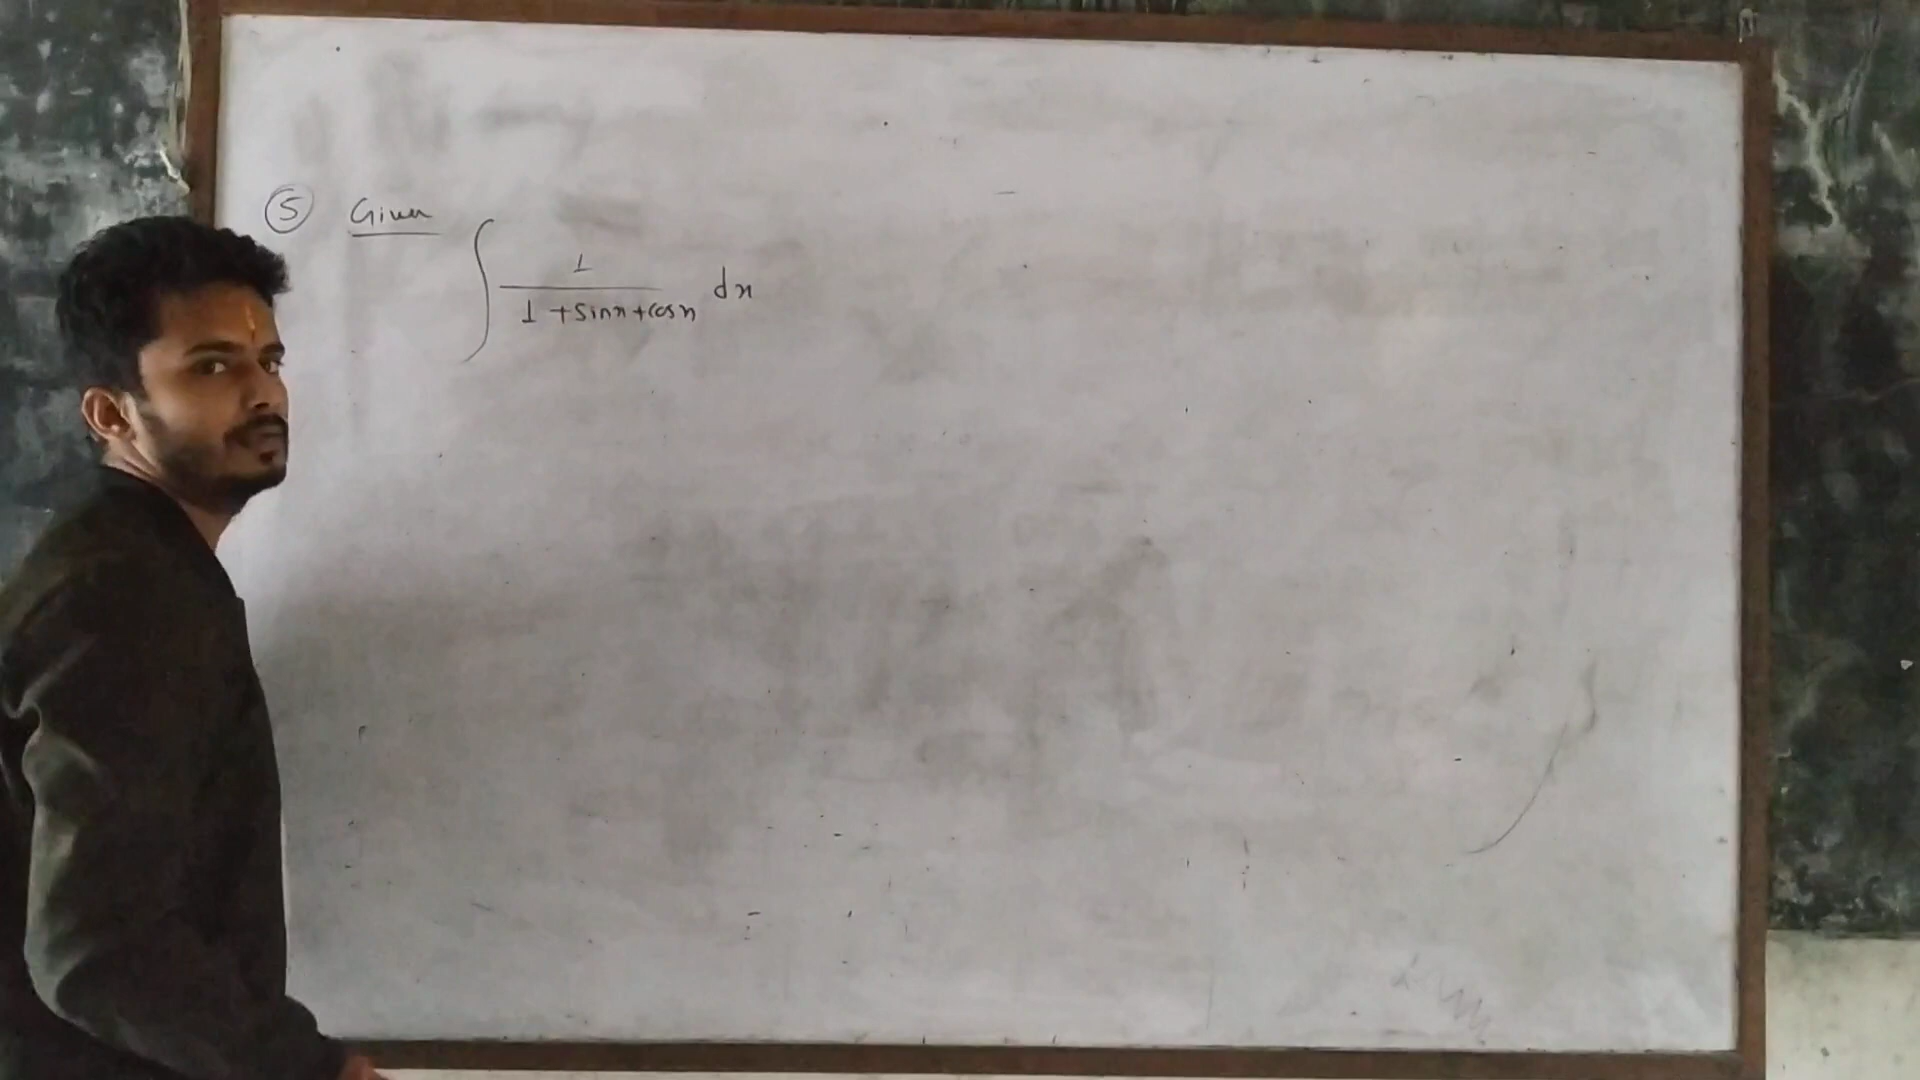 ⑤ Given
∫ 1 / (1 + sinx + cosx) dx